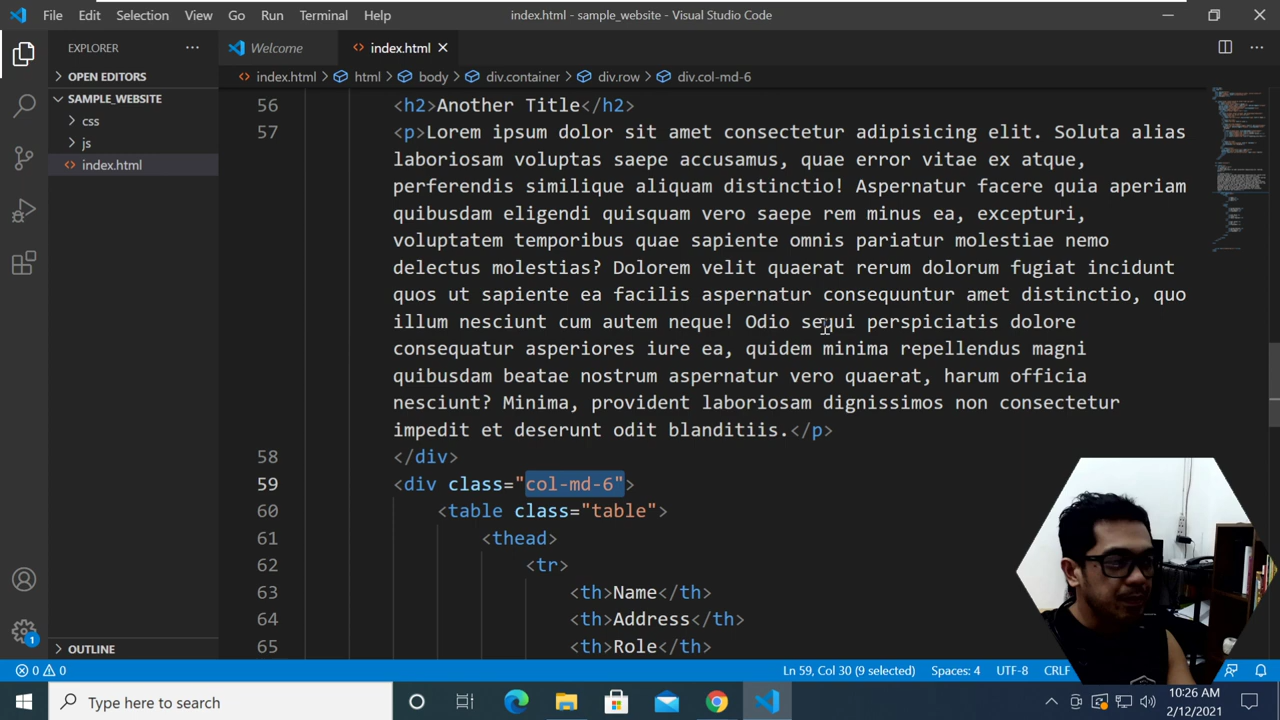 File Edit Selection View Go Run Terminal Help index.html - sample_website - Visual Studio Code
EXPLORER
Welcome
index.html
OPEN EDITORS
SAMPLE_WEBSITE
css
js
index.html
OUTLINE
index.html html body div.container div.row div.col-md-6
56 <h2>Another Title</h2>
57 <p>Lorem ipsum dolor sit amet consectetur adipisicing elit. Soluta alias
laboriosam voluptas saepe accusamus, quae error vitae ex atque,
perferendis similique aliquam distinctio! Aspernatur facere quia aperiam
quibusdam eligendi quisquam vero saepe rem minus ea, excepturi,
voluptatem temporibus quae sapiente omnis pariatur molestiae nemo
delectus molestias? Dolorem velit quaerat rerum dolorum fugiat incidunt
quos ut sapiente ea facilis aspernatur consequuntur amet distinctio, quo
illum nesciunt cum autem neque! Odio sequi perspiciatis dolore
consequatur asperiores iure ea, quidem minima repellendus magni
quibusdam beatae nostrum aspernatur vero quaerat, harum officia
nesciunt? Minima, provident laboriosam dignissimos non consectetur
impedit et deserunt odit blanditiis.</p>
58 </div>
59 <div class="col-md-6">
60 <table class="table">
61 <thead>
62 <tr>
63 <th>Name</th>
64 <th>Address</th>
65 <th>Role</th>
1
0 0 Ln 59, Col 30 (9 selected) Spaces: 4 UTF-8 CRLF
Type here to search
10:26 AM
2/12/2021